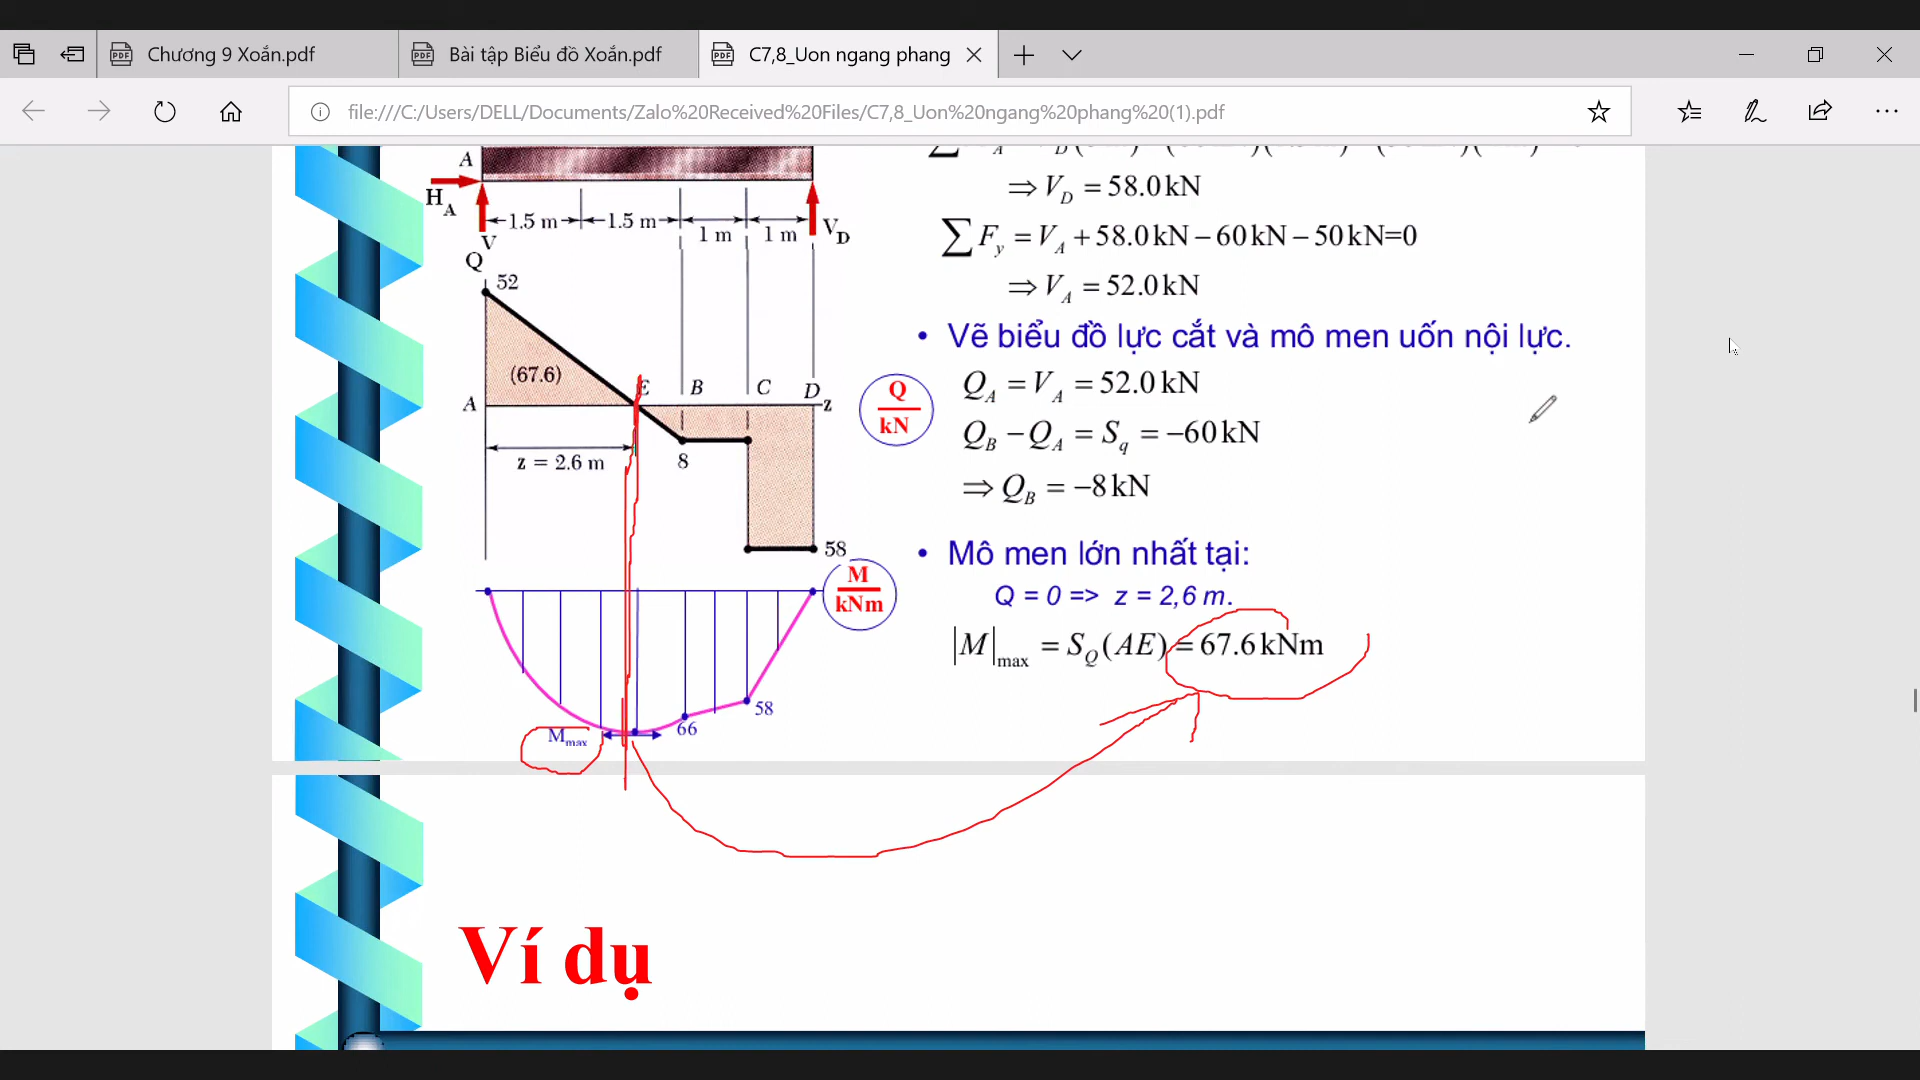 Chương 9 Xoắn.pdf
Bài tập Biểu đồ Xoắn.pdf
C7,8_Uon ngang phang
file:///C:/Users/DELL/Documents/Zalo%20Received%20Files/C7,8_Uon%20ngang%20phang%20(1).pdf
A
H_A
1.5 m
1.5 m
1 m
1 m
V
V_D
⇒ V_D = 58.0 kN
∑ F_y = V_A + 58.0 kN − 60 kN − 50 kN=0
⇒ V_A = 52.0 kN
Q
52
(67.6)
A
E
B
C
D
z
z = 2.6 m
8
58
Q
kN
• Vẽ biểu đồ lực cắt và mô men uốn nội lực.
Q_A = V_A = 52.0 kN
Q_B − Q_A = S_q = −60 kN
⇒ Q_B = −8 kN
M
kNm
M_max
66
58
• Mô men lớn nhất tại:
Q = 0 => z = 2,6 m.
|M|_max = S_Q (AE) = 67.6 kNm
Ví dụ